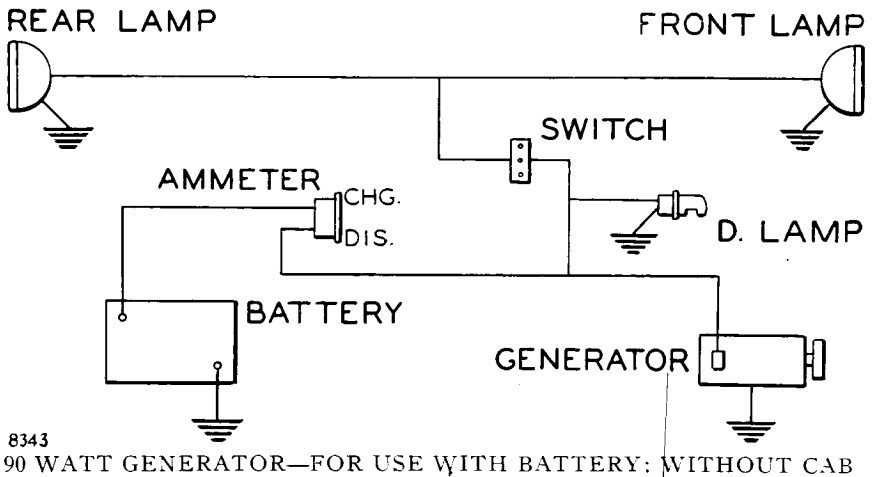 REAR LAMP
FRONT LAMP
SWITCH
AMMETER
CHG.
DIS.
D. LAMP
BATTERY
GENERATOR
8343
90 WATT GENERATOR—FOR USE WITH BATTERY: WITHOUT CAB